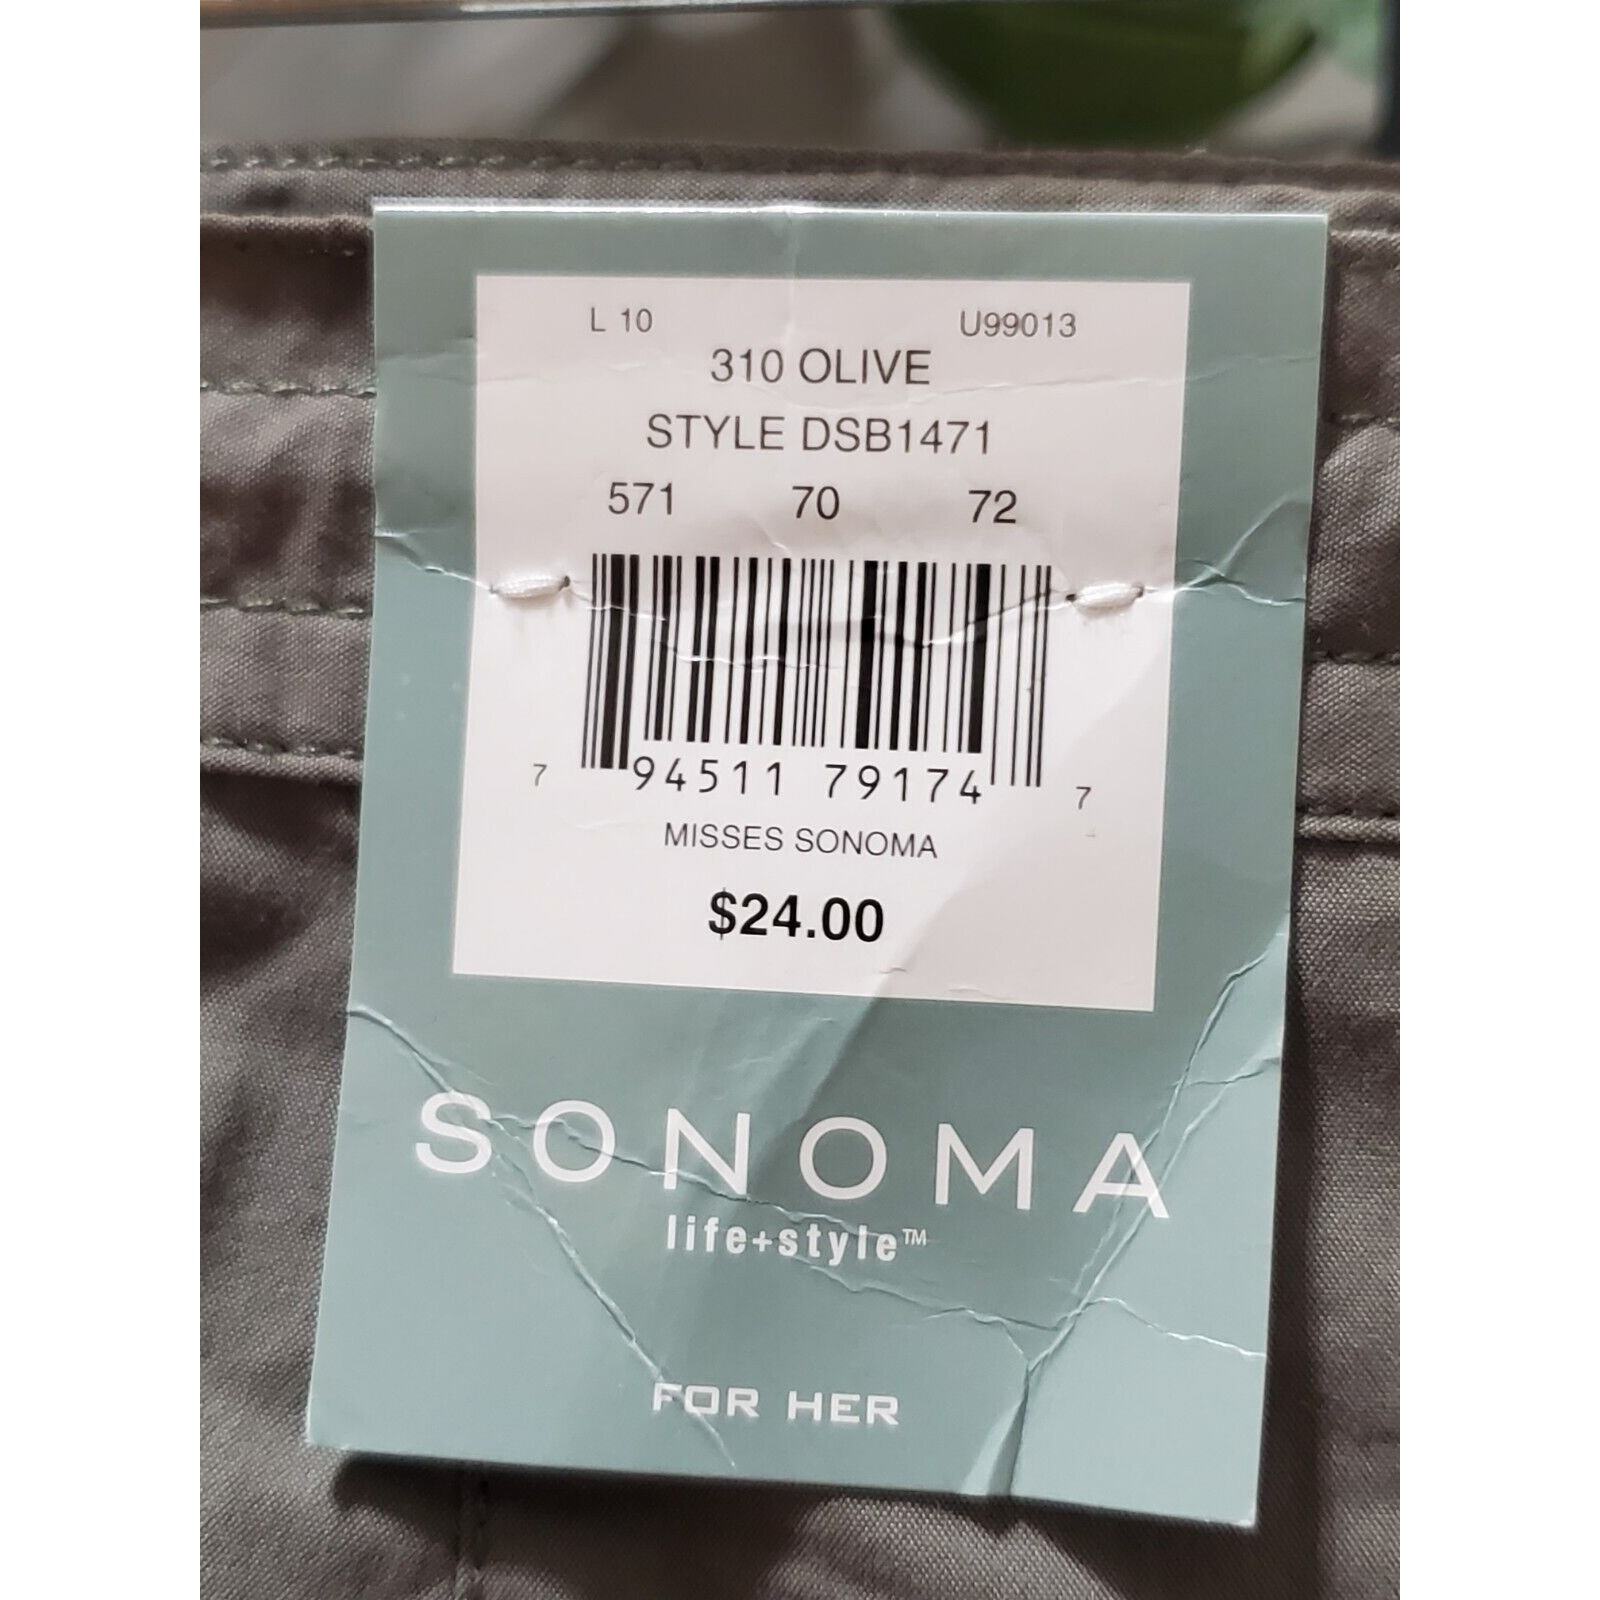 L 10 U99013
310 OLIVE
STYLE DSB1471
571 70 72
7 94511 79174 7
MISSES SONOMA
$24.00
SONOMA
life+style™
FOR HER